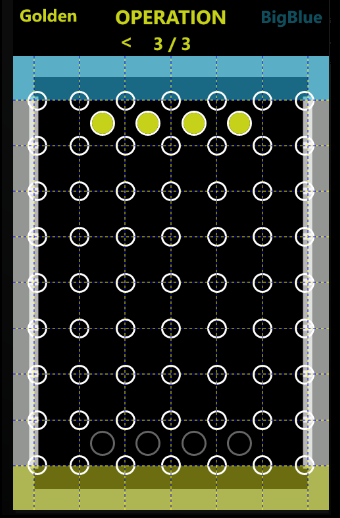 Golden OPERATION BigBlue
< 3 / 3